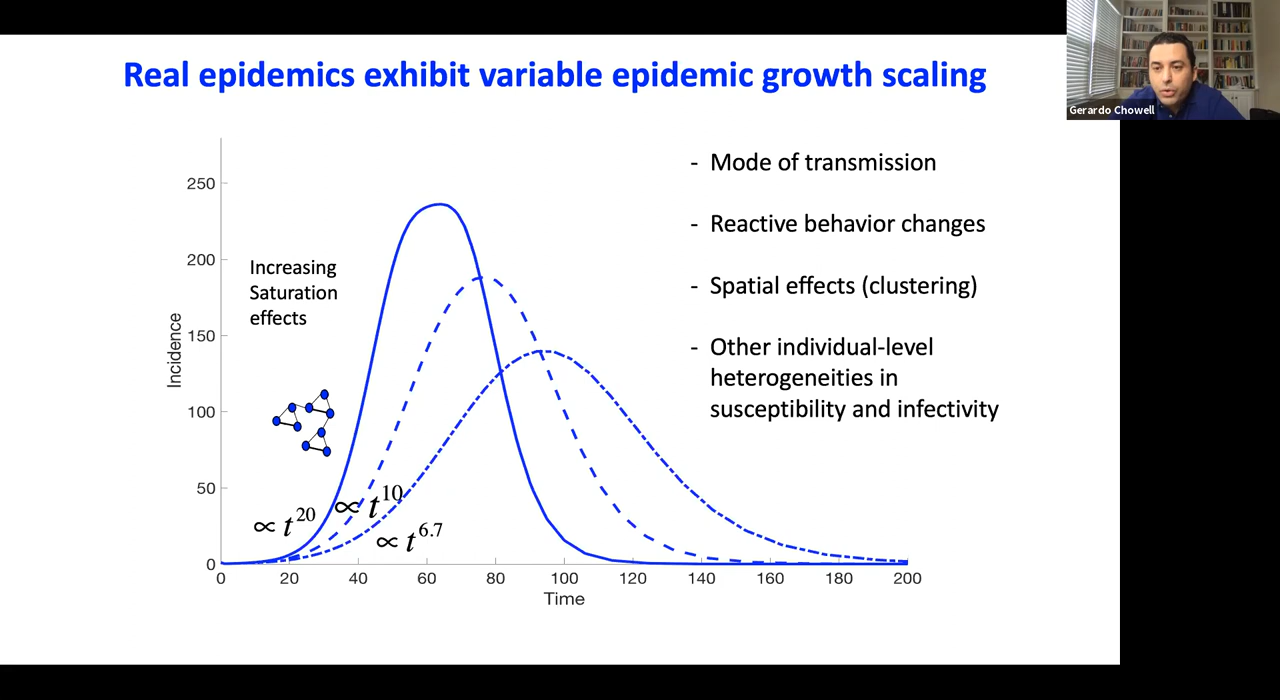 Real epidemics exhibit variable epidemic growth scaling
Gerardo Chowell
- Mode of transmission
- Reactive behavior changes
- Spatial effects (clustering)
- Other individual-level
heterogeneities in
susceptibility and infectivity
Increasing
Saturation
effects
Incidence
250
200
150
100
50
0
∝ t^20
∝ t^10
∝ t^6.7
0 20 40 60 80 100 120 140 160 180 200
Time